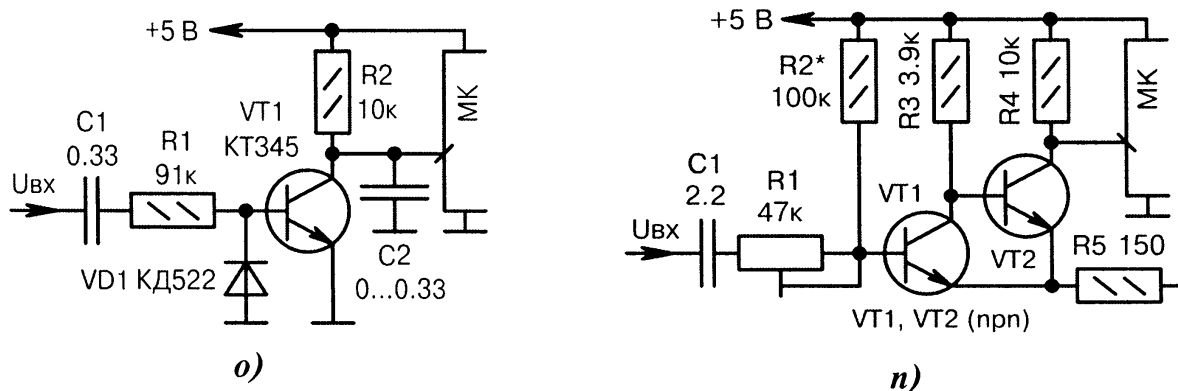 +5 В
R2
10к
МК
VT1
КТ345
C1
0.33
R1
91к
Uвх
VD1 КД522
C2
0...0.33
о)
+5 В
R2*
100к
R3 3.9к
R4 10к
МК
C1
2.2
R1
47к
VT1
Uвх
VT2
R5 150
VT1, VT2 (npn)
п)